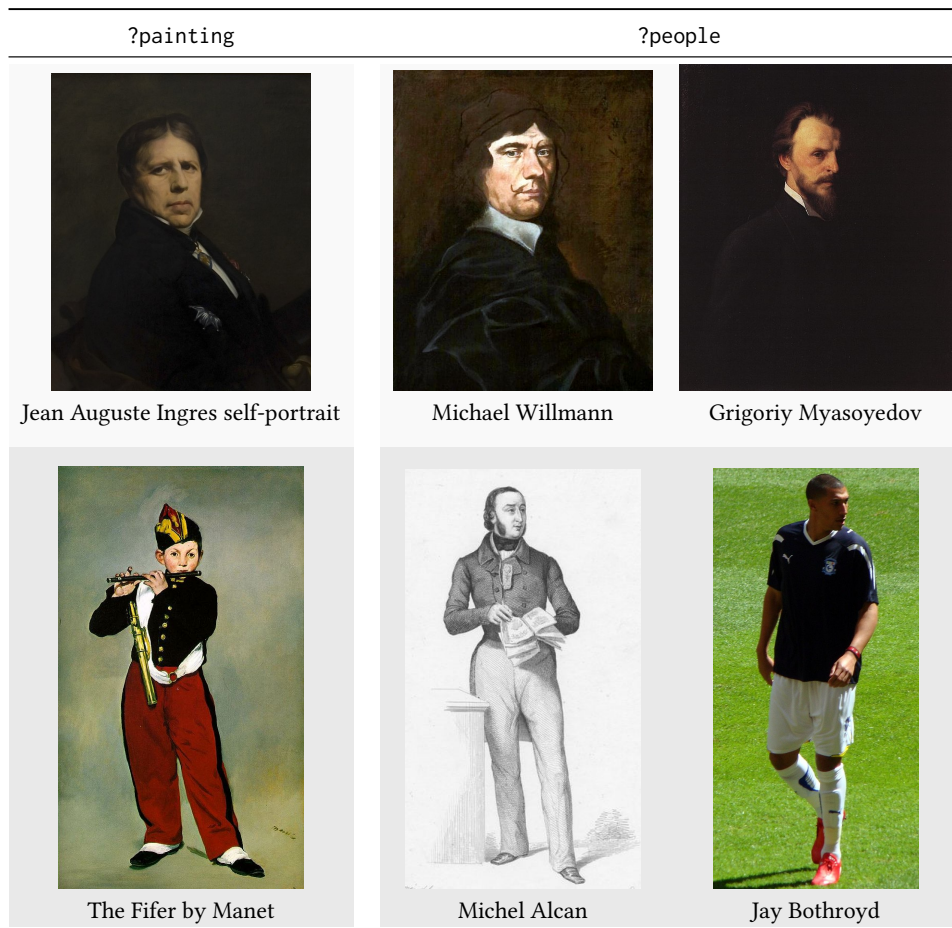 ?painting ?people
Jean Auguste Ingres self-portrait Michael Willmann Grigoriy Myasoyedov
The Fifer by Manet Michel Alcan Jay Bothroyd